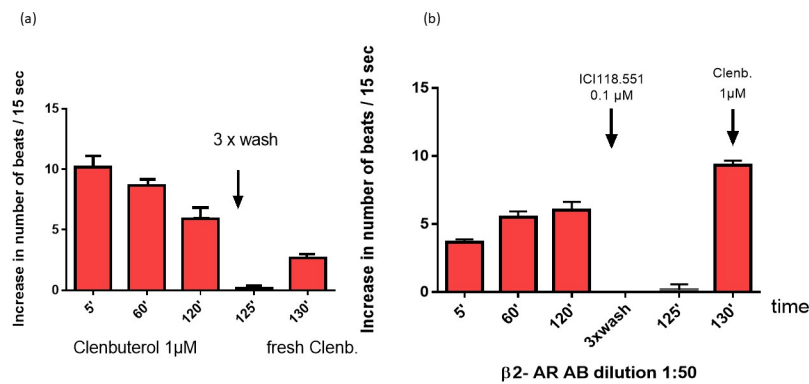 (a)
Increase in number of beats / 15 sec
15
10
5
0
3 x wash
5'
60'
120'
125'
130'
Clenbuterol 1µM
fresh Clenb.
(b)
Increase in number of beats / 15 sec
15
10
5
0
ICI118.551
0.1 µM
Clenb.
1µM
5'
60'
120'
3xwash
125'
130'
time
β2- AR AB dilution 1:50